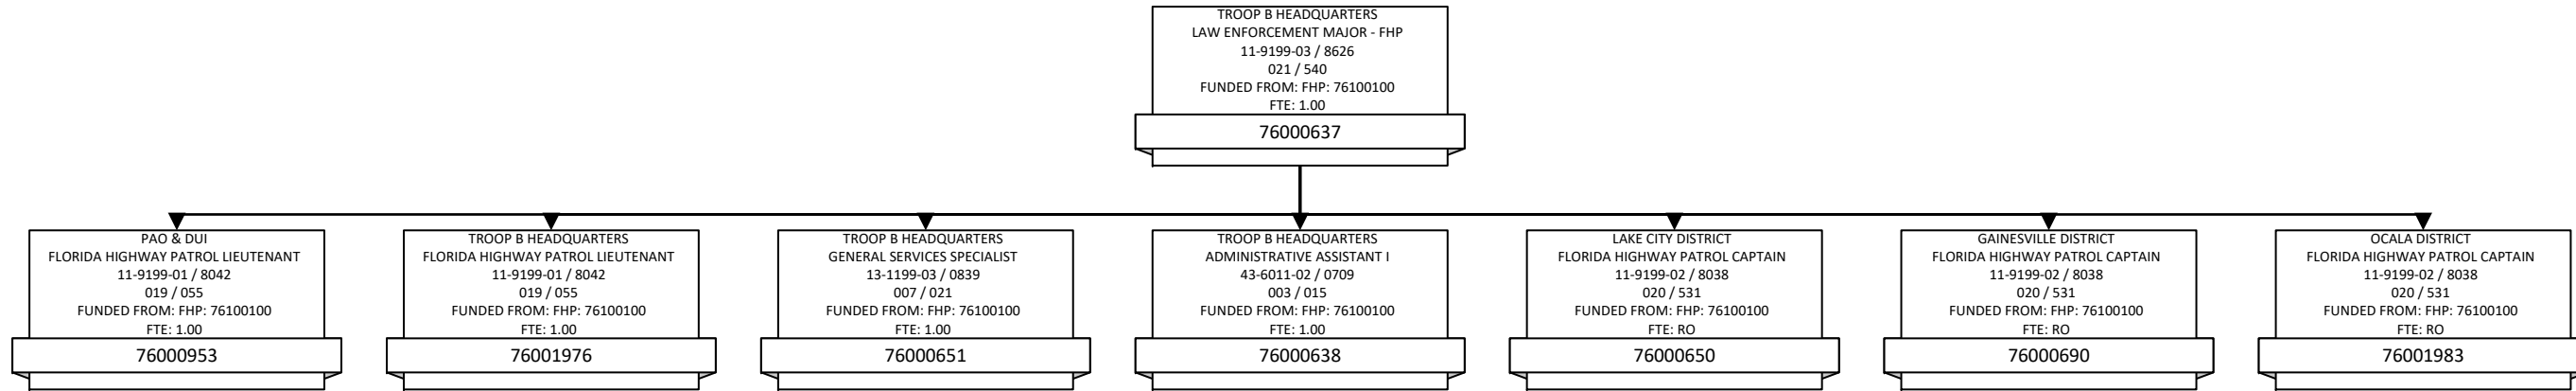 TROOP B HEADQUARTERS
LAW ENFORCEMENT MAJOR - FHP
11-9199-03 / 8626
021 / 540
FUNDED FROM: FHP: 76100100
FTE: 1.00
76000637
PAO & DUI
FLORIDA HIGHWAY PATROL LIEUTENANT
11-9199-01 / 8042
019 / 055
FUNDED FROM: FHP: 76100100
FTE: 1.00
76000953
TROOP B HEADQUARTERS
FLORIDA HIGHWAY PATROL LIEUTENANT
11-9199-01 / 8042
019 / 055
FUNDED FROM: FHP: 76100100
FTE: 1.00
76001976
TROOP B HEADQUARTERS
GENERAL SERVICES SPECIALIST
13-1199-03 / 0839
007 / 021
FUNDED FROM: FHP: 76100100
FTE: 1.00
76000651
TROOP B HEADQUARTERS
ADMINISTRATIVE ASSISTANT I
43-6011-02 / 0709
003 / 015
FUNDED FROM: FHP: 76100100
FTE: 1.00
76000638
LAKE CITY DISTRICT
FLORIDA HIGHWAY PATROL CAPTAIN
11-9199-02 / 8038
020 / 531
FUNDED FROM: FHP: 76100100
FTE: RO
76000650
GAINESVILLE DISTRICT
FLORIDA HIGHWAY PATROL CAPTAIN
11-9199-02 / 8038
020 / 531
FUNDED FROM: FHP: 76100100
FTE: RO
76000690
OCALA DISTRICT
FLORIDA HIGHWAY PATROL CAPTAIN
11-9199-02 / 8038
020 / 531
FUNDED FROM: FHP: 76100100
FTE: RO
76001983